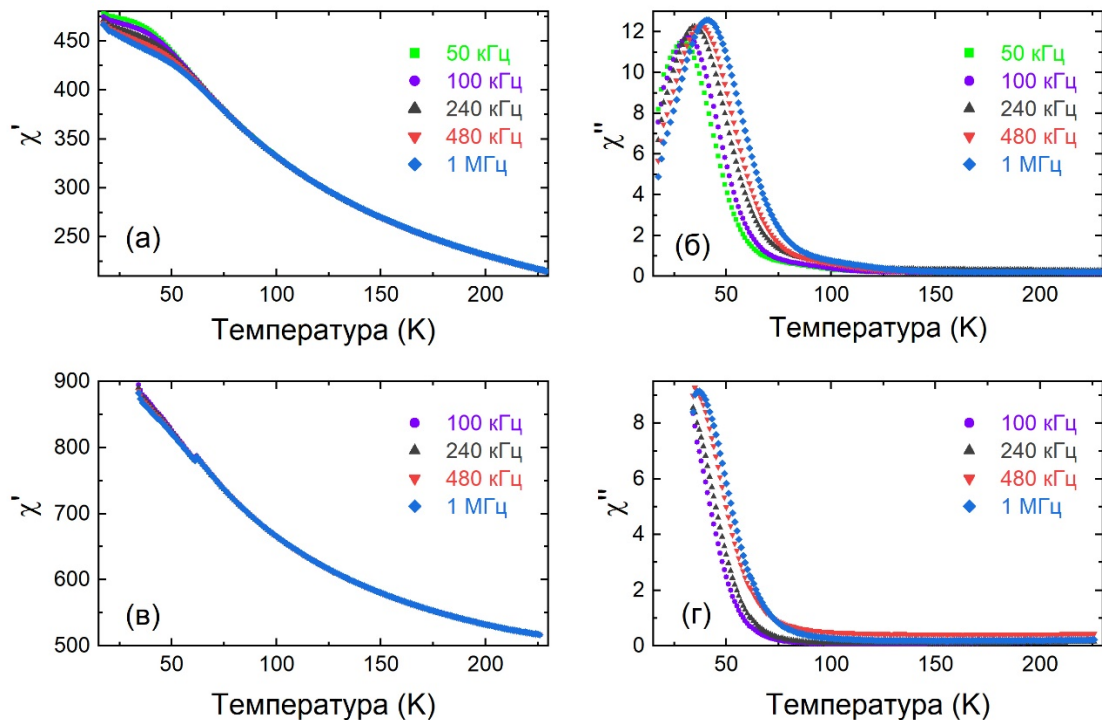 450
400
350
300
250
χ'
50 кГц
100 кГц
240 кГц
480 кГц
1 МГц
(а)
50 100 150 200
Температура (K)
12
10
8
6
4
2
0
χ''
50 кГц
100 кГц
240 кГц
480 кГц
1 МГц
(б)
50 100 150 200
Температура (K)
900
800
700
600
500
χ'
100 кГц
240 кГц
480 кГц
1 МГц
(в)
50 100 150 200
Температура (K)
8
6
4
2
0
χ''
100 кГц
240 кГц
480 кГц
1 МГц
(г)
50 100 150 200
Температура (K)